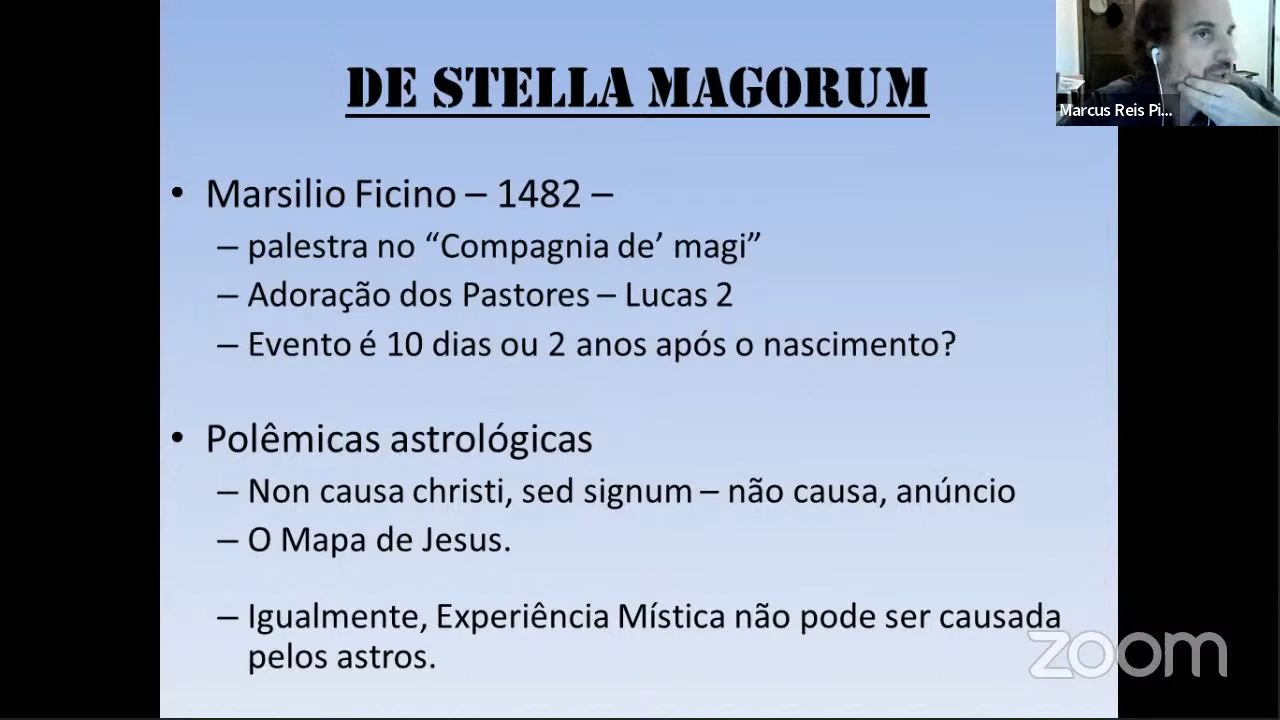 DE STELLA MAGORUM
Marcus Reis Pi...
• Marsilio Ficino – 1482 –
– palestra no “Compagnia de’ magi”
– Adoração dos Pastores – Lucas 2
– Evento é 10 dias ou 2 anos após o nascimento?
• Polêmicas astrológicas
– Non causa christi, sed signum – não causa, anúncio
– O Mapa de Jesus.
– Igualmente, Experiência Mística não pode ser causada
pelos astros.
zoom